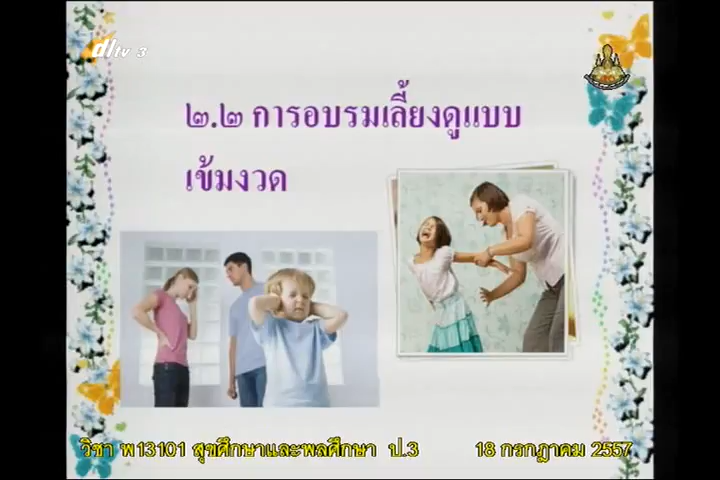 dltv 3
๒.๒ การอบรมเลี้ยงดูแบบ
เข้มงวด
วิชา พ13101 สุขศึกษาและพลศึกษา ป.3 18 กรกฎาคม 2557